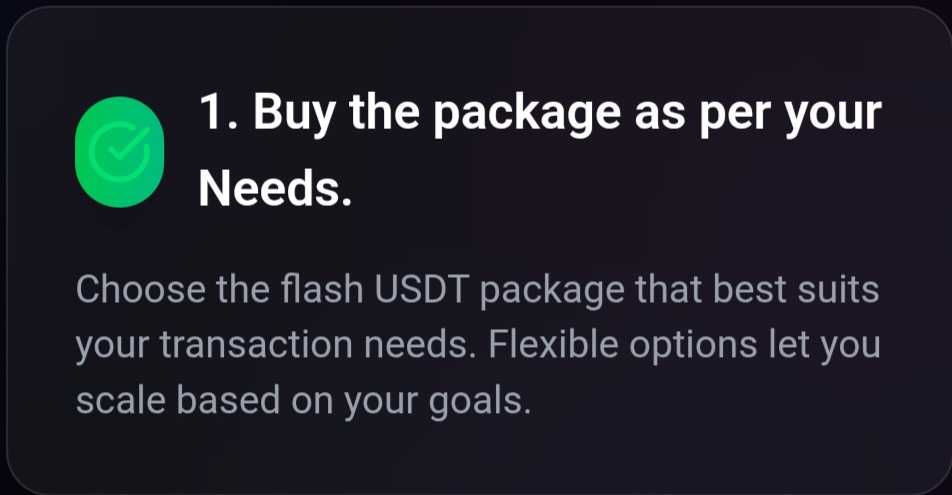 1. Buy the package as per your
Needs.
Choose the flash USDT package that best suits
your transaction needs. Flexible options let you
scale based on your goals.